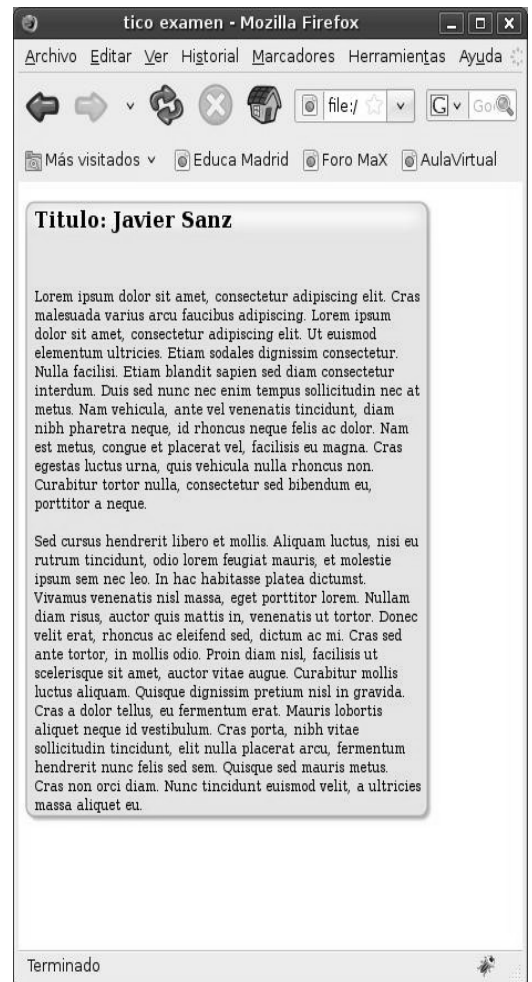 tico examen - Mozilla Firefox
Archivo Editar Ver Historial Marcadores Herramientas Ayuda
file:/ G Go
Más visitados Educa Madrid Foro MaX AulaVirtual
Titulo: Javier Sanz
Lorem ipsum dolor sit amet, consectetur adipiscing elit. Cras
malesuada varius arcu faucibus adipiscing. Lorem ipsum
dolor sit amet, consectetur adipiscing elit. Ut euismod
elementum ultricies. Etiam sodales dignissim consectetur.
Nulla facilisi. Etiam blandit sapien sed diam consectetur
interdum. Duis sed nunc nec enim tempus sollicitudin nec at
metus. Nam vehicula, ante vel venenatis tincidunt, diam
nibh pharetra neque, id rhoncus neque felis ac dolor. Nam
est metus, congue et placerat vel, facilisis eu magna. Cras
egestas luctus urna, quis vehicula nulla rhoncus non.
Curabitur tortor nulla, consectetur sed bibendum eu,
porttitor a neque.
Sed cursus hendrerit libero et mollis. Aliquam luctus, nisi eu
rutrum tincidunt, odio lorem feugiat mauris, et molestie
ipsum sem nec leo. In hac habitasse platea dictumst.
Vivamus venenatis nisl massa, eget porttitor lorem. Nullam
diam risus, auctor quis mattis in, venenatis ut tortor. Donec
velit erat, rhoncus ac eleifend sed, dictum ac mi. Cras sed
ante tortor, in mollis odio. Proin diam nisl, facilisis ut
scelerisque sit amet, auctor vitae augue. Curabitur mollis
luctus aliquam. Quisque dignissim pretium nisl in gravida.
Cras a dolor tellus, eu fermentum erat. Mauris lobortis
aliquet neque id vestibulum. Cras porta, nibh vitae
sollicitudin tincidunt, elit nulla placerat arcu, fermentum
hendrerit nunc felis sed sem. Quisque sed mauris metus.
Cras non orci diam. Nunc tincidunt euismod velit, a ultricies
massa aliquet eu.
Terminado